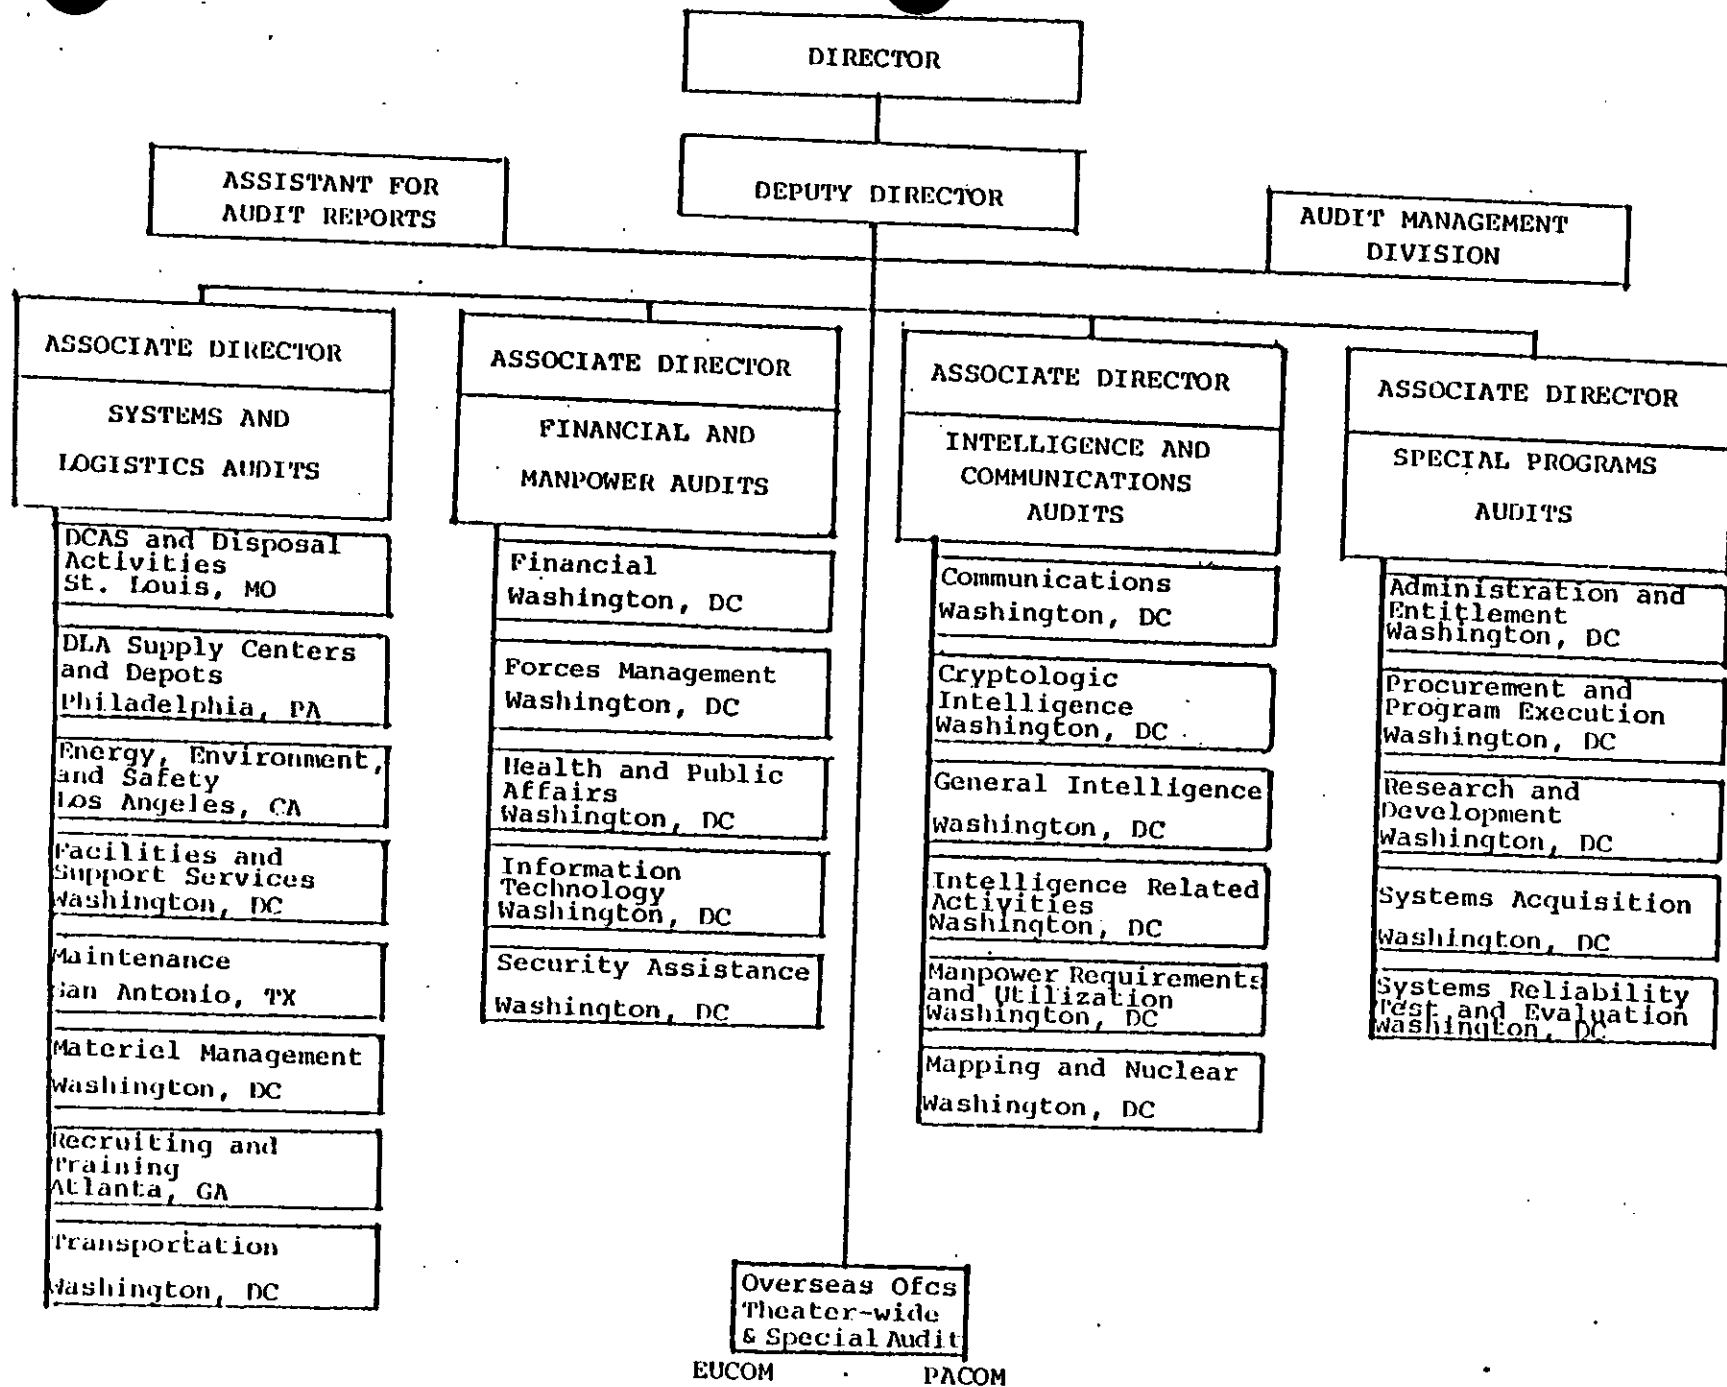 DIRECTOR
DEPUTY DIRECTOR
ASSISTANT FOR
AUDIT REPORTS
AUDIT MANAGEMENT
DIVISION
ASSOCIATE DIRECTOR
SYSTEMS AND
LOGISTICS AUDITS
DCAS and Disposal
Activities
St. Louis, MO
DLA Supply Centers
and Depots
Philadelphia, PA
Energy, Environment,
and Safety
Los Angeles, CA
Facilities and
Support Services
Washington, DC
Maintenance
San Antonio, TX
Materiel Management
Washington, DC
Recruiting and
Training
Atlanta, GA
Transportation
Washington, DC
ASSOCIATE DIRECTOR
FINANCIAL AND
MANPOWER AUDITS
Financial
Washington, DC
Forces Management
Washington, DC
Health and Public
Affairs
Washington, DC
Information
Technology
Washington, DC
Security Assistance
Washington, DC
ASSOCIATE DIRECTOR
INTELLIGENCE AND
COMMUNICATIONS
AUDITS
Communications
Washington, DC
Cryptologic
Intelligence
Washington, DC
General Intelligence
Washington, DC
Intelligence Related
Activities
Washington, DC
Manpower Requirements
and Utilization
Washington, DC
Mapping and Nuclear
Washington, DC
ASSOCIATE DIRECTOR
SPECIAL PROGRAMS
AUDITS
Administration and
Entitlement
Washington, DC
Procurement and
Program Execution
Washington, DC
Research and
Development
Washington, DC
Systems Acquisition
Washington, DC
Systems Reliability
Test and Evaluation
Washington, DC
Overseas Ofcs
Theater-wide
& Special Audit
EUCOM PACOM